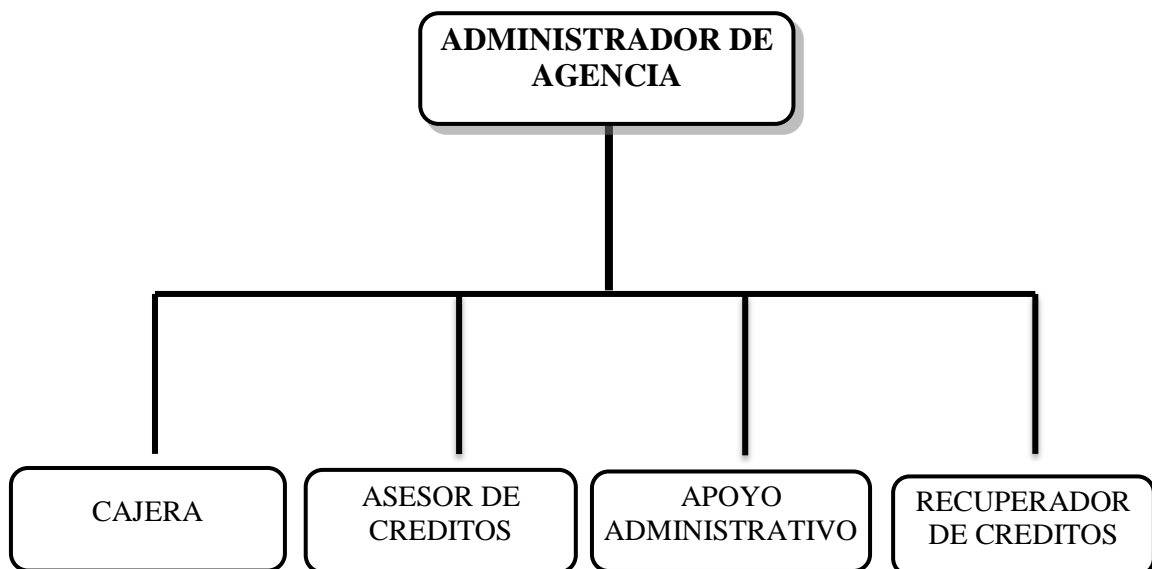 ADMINISTRADOR DE
AGENCIA
CAJERA
ASESOR DE
CREDITOS
APOYO
ADMINISTRATIVO
RECUPERADOR
DE CREDITOS